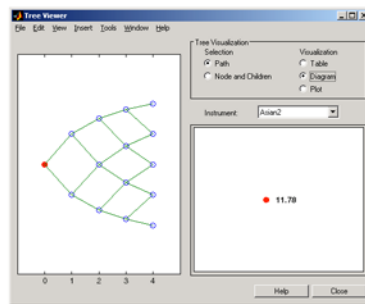 Tree Viewer
File Edit View Insert Tools Window Help
Tree Visualization
Selection
Visualization
Path
Table
Node and Children
Diagram
Plot
Instrument:
Asian2
11.78
0 1 2 3 4
Help
Close